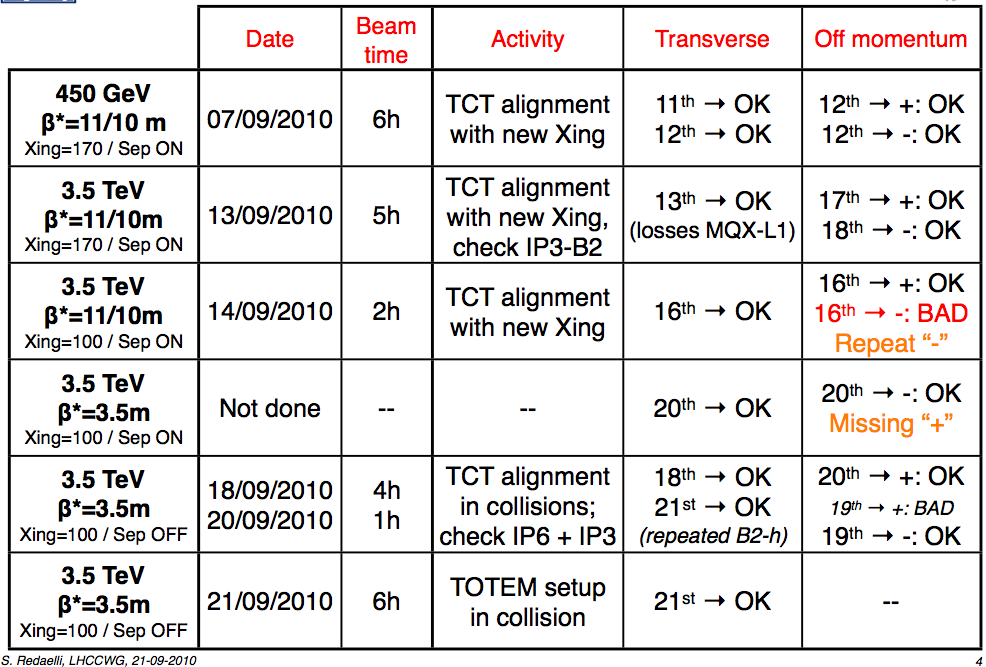 Date
Beam time
Activity
Transverse
Off momentum
450 GeV
β*=11/10 m
Xing=170 / Sep ON
07/09/2010
6h
TCT alignment
with new Xing
11th → OK
12th → OK
12th → +: OK
12th → -: OK
3.5 TeV
β*=11/10m
Xing=170 / Sep ON
13/09/2010
5h
TCT alignment
with new Xing,
check IP3-B2
13th → OK
(losses MQX-L1)
17th → +: OK
18th → -: OK
3.5 TeV
β*=11/10m
Xing=100 / Sep ON
14/09/2010
2h
TCT alignment
with new Xing
16th → OK
16th → +: OK
16th → -: BAD
Repeat “-”
3.5 TeV
β*=3.5m
Xing=100 / Sep ON
Not done
--
--
20th → OK
20th → -: OK
Missing “+”
3.5 TeV
β*=3.5m
Xing=100 / Sep OFF
18/09/2010
20/09/2010
4h
1h
TCT alignment
in collisions;
check IP6 + IP3
18th → OK
21st → OK
(repeated B2-h)
20th → +: OK
19th → +: BAD
19th → -: OK
3.5 TeV
β*=3.5m
Xing=100 / Sep OFF
21/09/2010
6h
TOTEM setup
in collision
21st → OK
--
S. Redaelli, LHCCWG, 21-09-2010
4